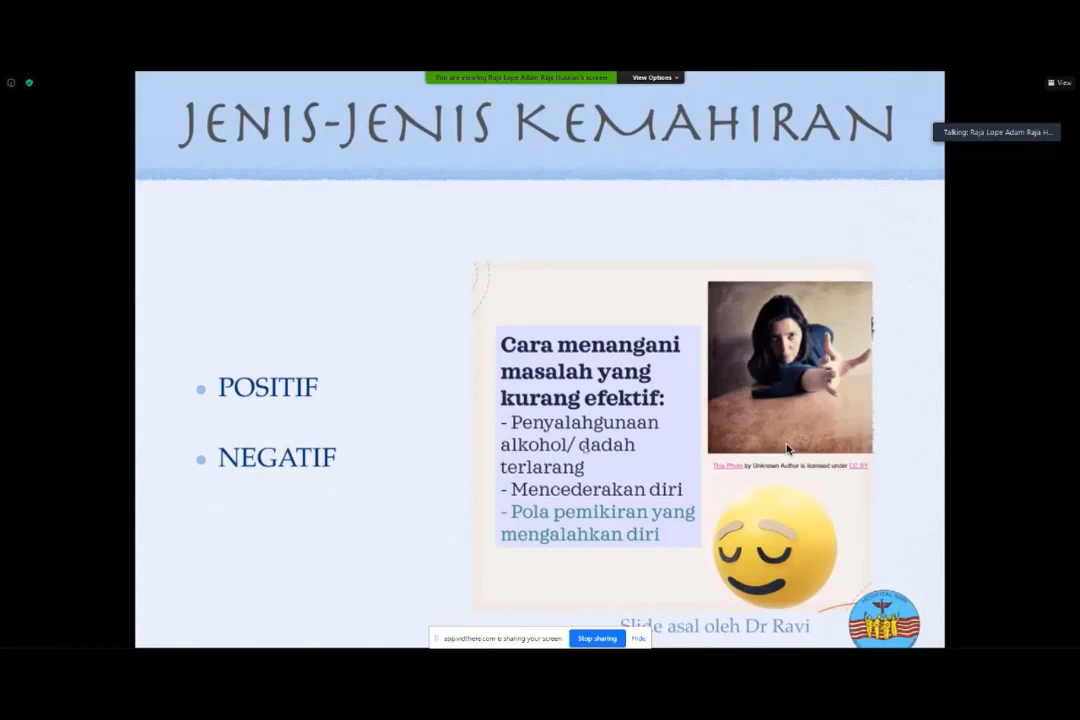 You are viewing Raja Lope Adam Raja Hussian's screen
View Options
View
JENIS-JENIS KEMAHIRAN
Talking: Raja Lope Adam Raja H...
POSITIF
NEGATIF
Cara menangani
masalah yang
kurang efektif:
- Penyalahgunaan
alkohol/ dadah
terlarang
- Mencederakan diri
- Pola pemikiran yang
mengalahkan diri
This Photo by Unknown Author is licensed under CC BY
Slide asal oleh Dr Ravi
app.vidthere.com is sharing your screen.
Stop sharing
Hide